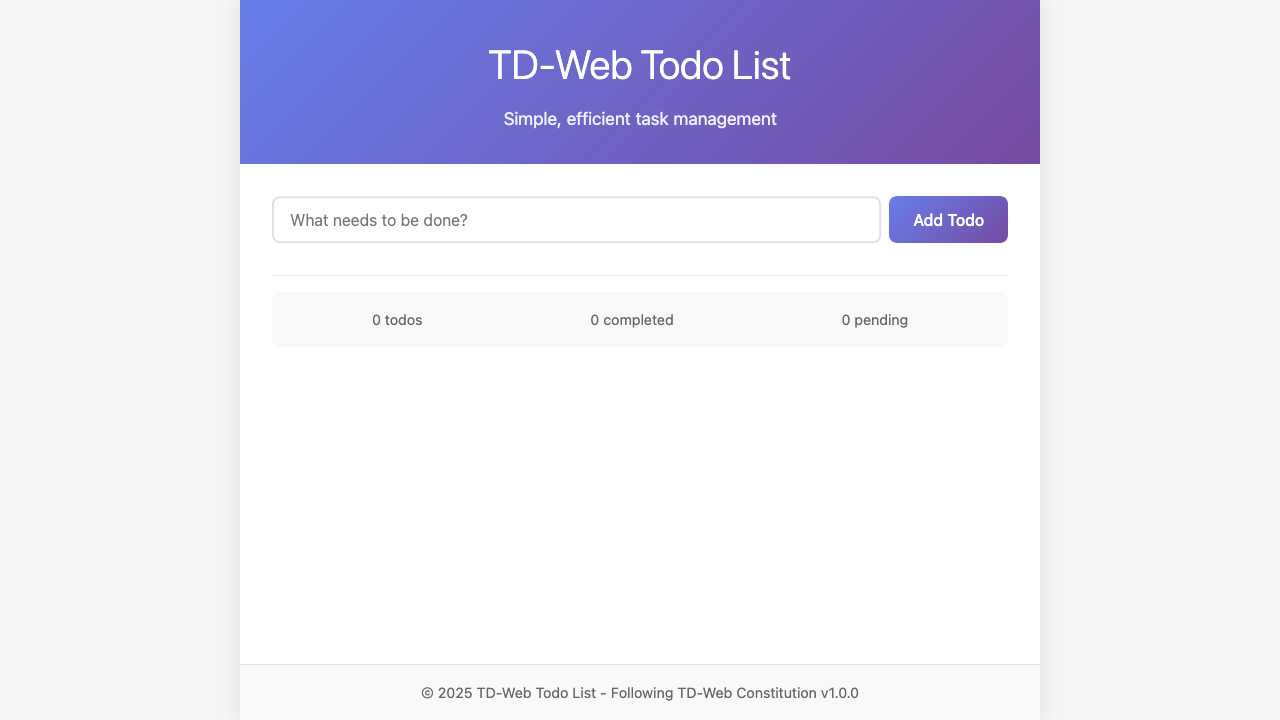 TD-Web Todo List
Simple, efficient task management
What needs to be done?
Add Todo
0 todos
0 completed
0 pending
© 2025 TD-Web Todo List - Following TD-Web Constitution v1.0.0